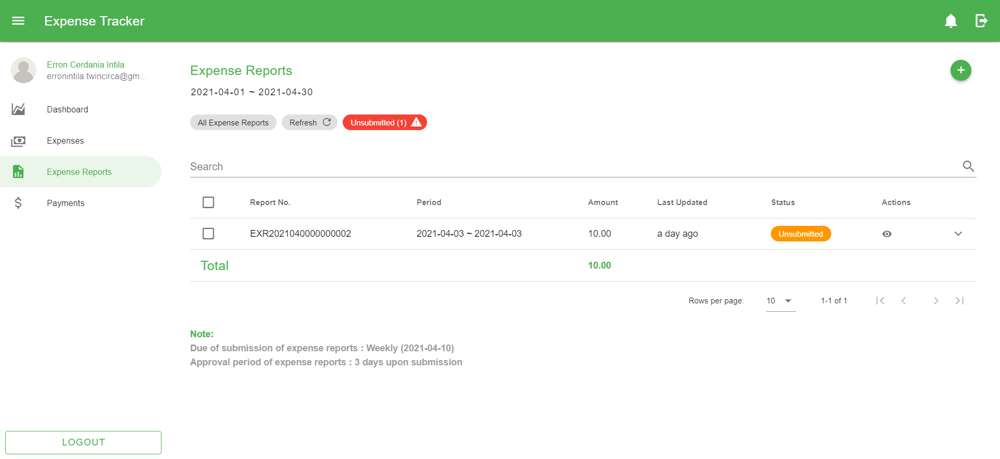 Expense Tracker
Erron Cerdania Intila
erronintila.twincirca@gm...
Dashboard
Expenses
Expense Reports
Payments
LOGOUT
Expense Reports
2021-04-01 ~ 2021-04-30
All Expense Reports Refresh Unsubmitted (1)
Search
Report No. Period Amount Last Updated Status Actions
EXR2021040000000002 2021-04-03 ~ 2021-04-03 10.00 a day ago Unsubmitted
Total 10.00
Rows per page: 10 1-1 of 1
Note:
Due of submission of expense reports : Weekly (2021-04-10)
Approval period of expense reports : 3 days upon submission